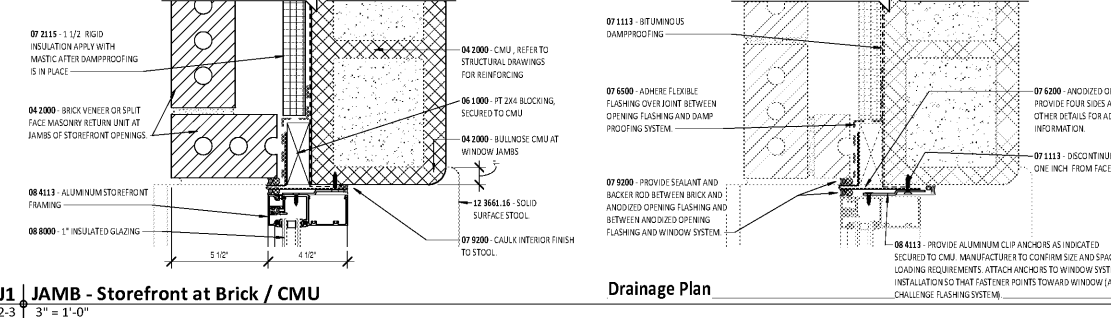 07 2115 - 1 1/2 RIGID
INSULATION APPLY WITH
MASTIC AFTER DAMPPROOFING
IS IN PLACE
04 2000 - BRICK VENEER OR SPLIT
FACE MASONRY RETURN UNIT AT
JAMBS OF STOREFRONT OPENINGS.
08 4113 - ALUMINUM STOREFRONT
FRAMING
08 8000 - 1" INSULATED GLAZING
04 2000 - CMU , REFER TO
STRUCTURAL DRAWINGS
FOR REINFORCING
06 1000 - PT 2X4 BLOCKING,
SECURED TO CMU
04 2000 - BULLNOSE CMU AT
WINDOW JAMBS
12 3661.16 - SOLID
SURFACE STOOL.
07 9200 - CAULK INTERIOR FINISH
TO STOOL.
5 1/2"
4 1/2"
J1
JAMB - Storefront at Brick / CMU
2-3
3" = 1'-0"
07 1113 - BITUMINOUS
DAMPPROOFING
07 6500 - ADHERE FLEXIBLE
FLASHING OVER JOINT BETWEEN
OPENING FLASHING AND DAMP
PROOFING SYSTEM.
07 9200 - PROVIDE SEALANT AND
BACKER ROD BETWEEN BRICK AND
ANODIZED OPENING FLASHING AND
BETWEEN ANODIZED OPENING
FLASHING AND WINDOW SYSTEM.
07 6200 - ANODIZED
PROVIDE FOUR SIDES
OTHER DETAILS FOR
INFORMATION.
07 1113 -
ONE INCH FROM
08 4113 - PROVIDE ALUMINUM CLIP ANCHORS AS INDICATED
SECURED TO CMU. MANUFACTURER TO CONFIRM SIZE AND
LOADING REQUIREMENTS. ATTACH ANCHORS TO WINDOW
INSTALLATION SO THAT FASTENER POINTS TOWARD WINDOW
CHALLENGE FLASHING SYSTEM).
Drainage Plan